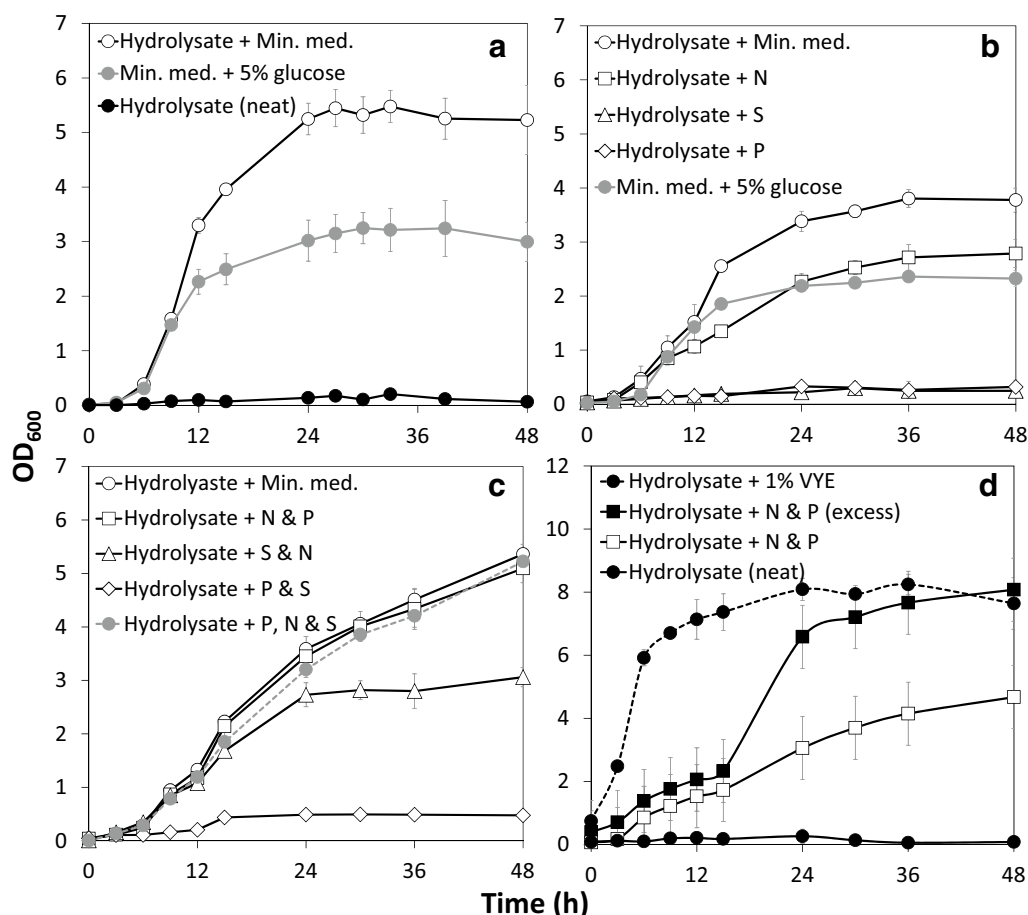 7
6
5
4
3
2
1
0
Hydrolysate + Min. med.
Min. med. + 5% glucose
Hydrolysate (neat)
a
0 12 24 36 48
7
6
5
4
3
2
1
0
Hydrolysate + Min. med.
Hydrolysate + N
Hydrolysate + S
Hydrolysate + P
Min. med. + 5% glucose
b
0 12 24 36 48
OD600
7
6
5
4
3
2
1
0
Hydrolyaste + Min. med.
Hydrolysate + N & P
Hydrolysate + S & N
Hydrolysate + P & S
Hydrolysate + P, N & S
c
0 12 24 36 48
12
10
8
6
4
2
0
Hydrolysate + 1% VYE
Hydrolysate + N & P (excess)
Hydrolysate + N & P
Hydrolysate (neat)
d
0 12 24 36 48
Time (h)